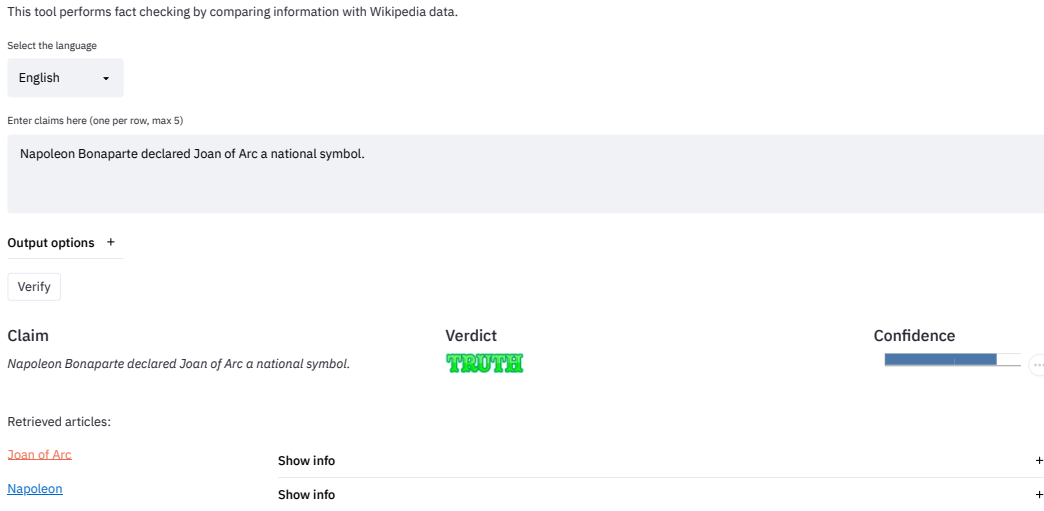 This tool performs fact checking by comparing information with Wikipedia data.
Select the language
English
Enter claims here (one per row, max 5)
Napoleon Bonaparte declared Joan of Arc a national symbol.
Output options +
Verify
Claim Verdict Confidence
Napoleon Bonaparte declared Joan of Arc a national symbol. TRUTH
Retrieved articles:
Joan of Arc
Show info +
Napoleon
Show info +